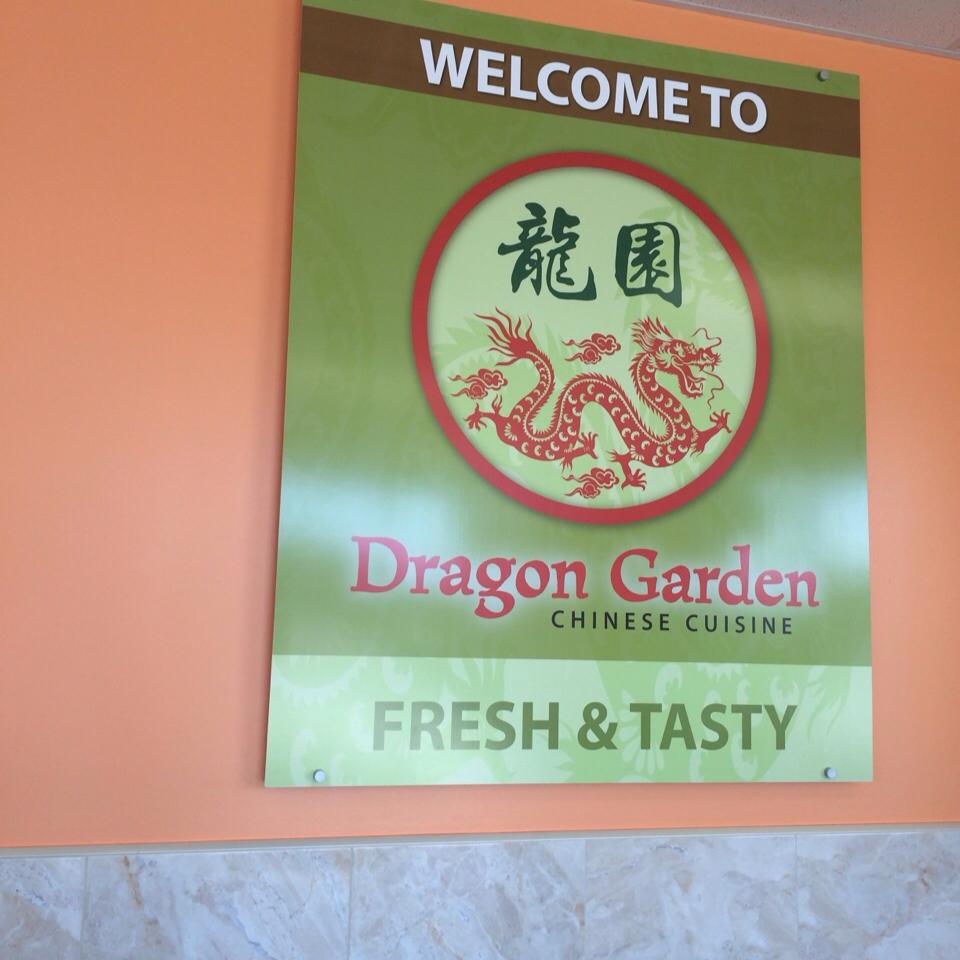 WELCOME TO
龍園
Dragon Garden
CHINESE CUISINE
FRESH & TASTY